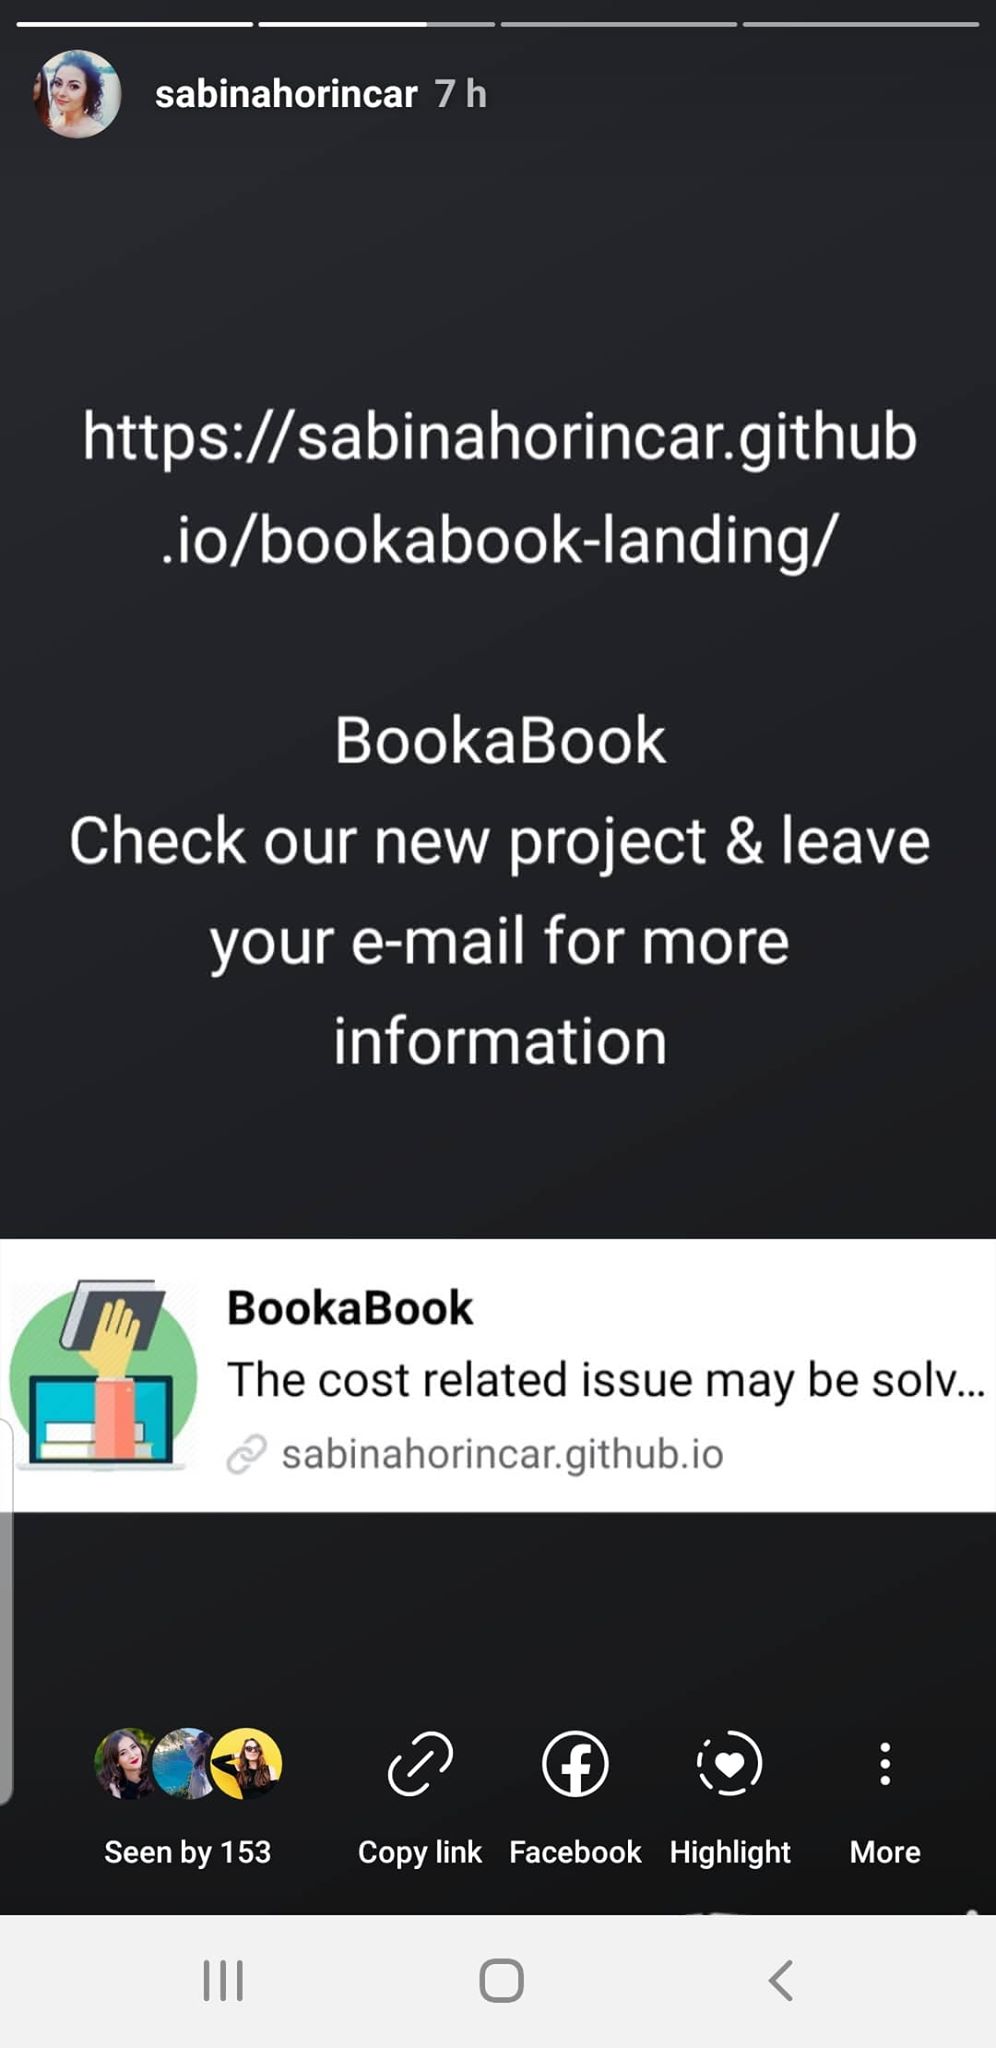 sabinahorincar 7 h
https://sabinahorincar.github
.io/bookabook-landing/
BookaBook
Check our new project & leave
your e-mail for more
information
BookaBook
The cost related issue may be solv...
sabinahorincar.github.io
Seen by 153
Copy link
Facebook
Highlight
More